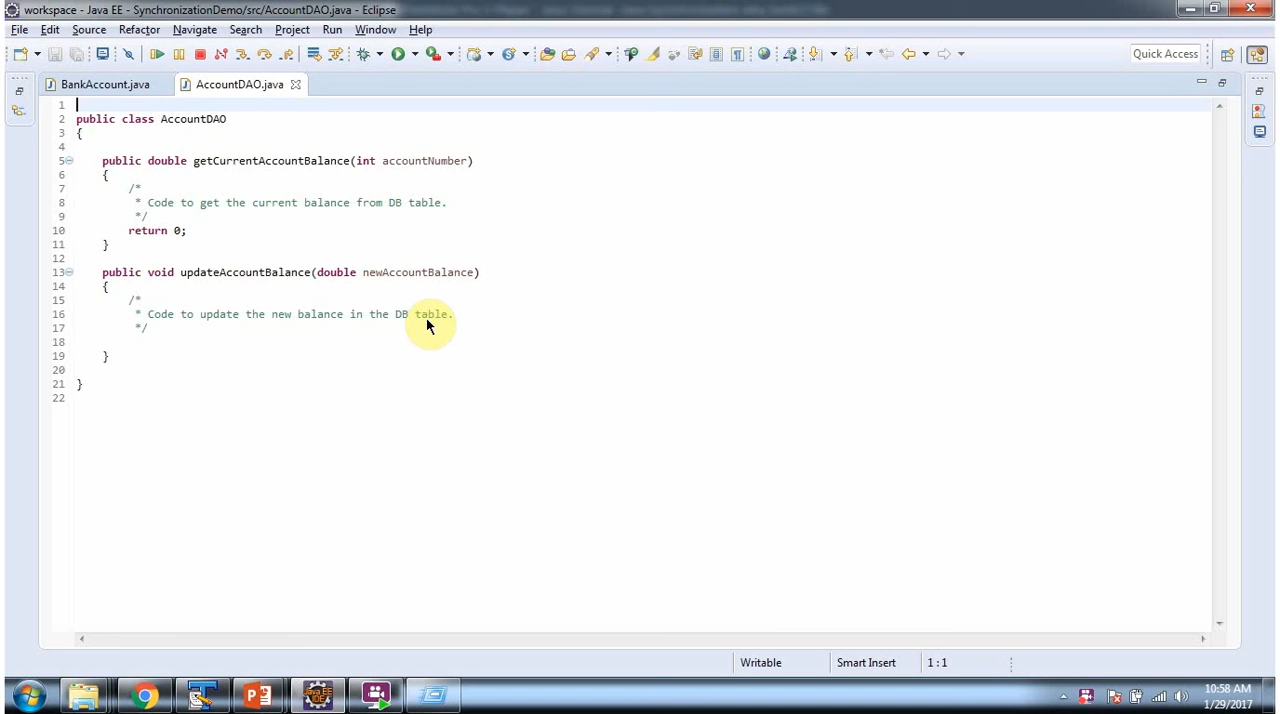 workspace - Java EE - SynchronizationDemo/src/AccountDAO.java - Eclipse
File Edit Source Refactor Navigate Search Project Run Window Help
Quick Access
BankAccount.java AccountDAO.java
1
2 public class AccountDAO
3 {
4
5 public double getCurrentAccountBalance(int accountNumber)
6 {
7 /*
8 * Code to get the current balance from DB table.
9 */
10 return 0;
11 }
12
13 public void updateAccountBalance(double newAccountBalance)
14 {
15 /*
16 * Code to update the new balance in the DB table.
17 */
18
19 }
20
21 }
22
Writable Smart Insert 1 : 1
Java EE
IDE
10:58 AM
1/29/2017